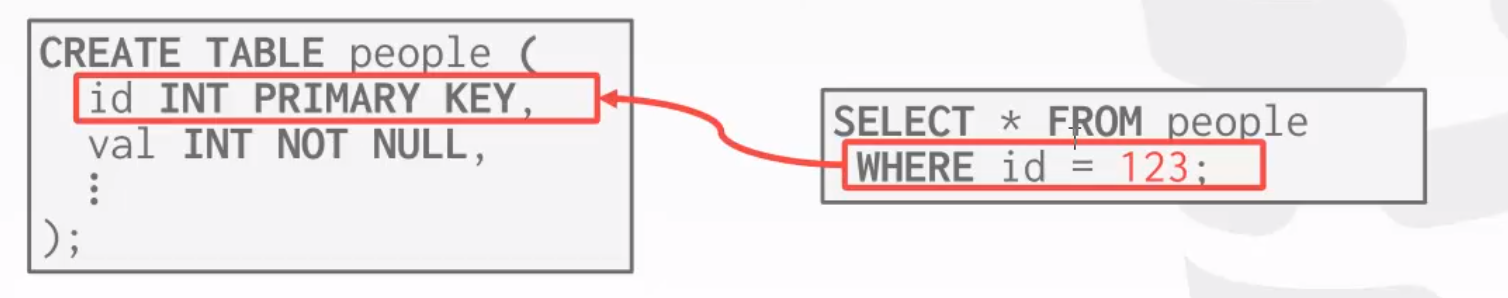 CREATE TABLE people (
id INT PRIMARY KEY,
val INT NOT NULL,
⋮
);
SELECT * FROM people
WHERE id = 123;